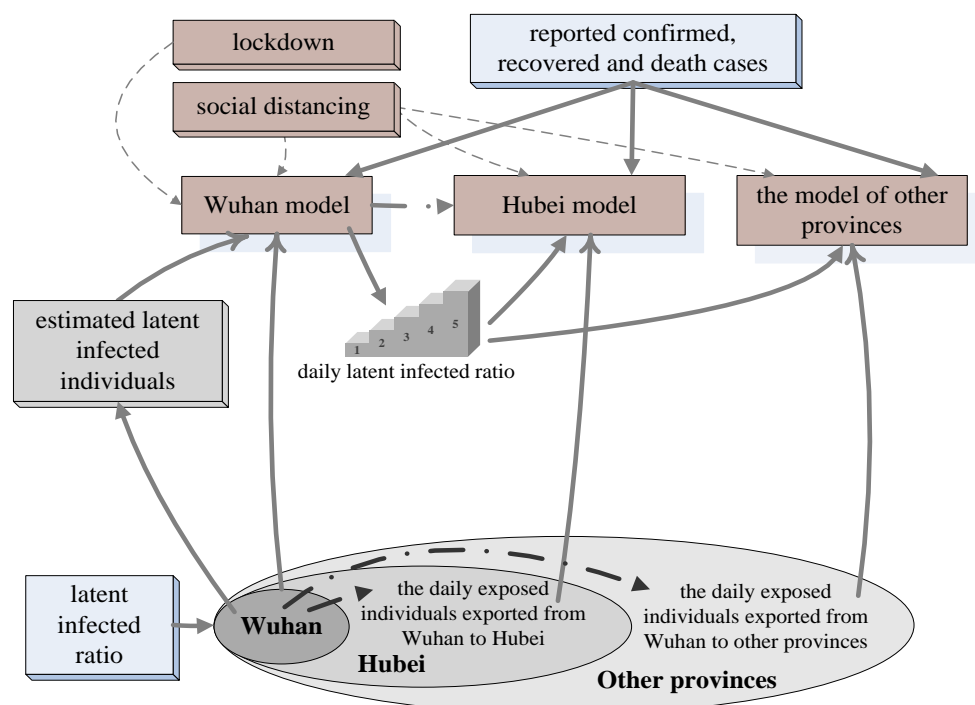 lockdown
reported confirmed,
recovered and death cases
social distancing
Wuhan model
Hubei model
the model of other
provinces
estimated latent
infected
individuals
1 2 3 4 5
daily latent infected ratio
latent
infected
ratio
Wuhan
the daily exposed
individuals exported from
Wuhan to Hubei
Hubei
the daily exposed
individuals exported from
Wuhan to other provinces
Other provinces